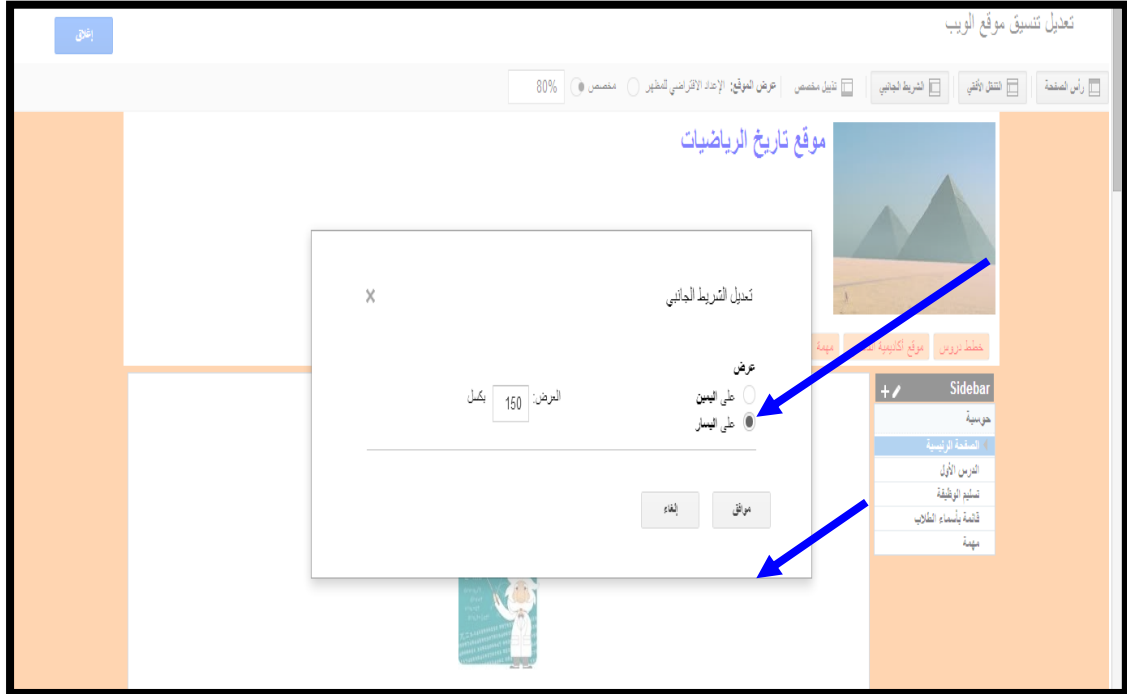 تعديل تنسيق موقع الويب
إغلاق
رأس الصفحة التنقل الأفقي الشريط الجانبي تذييل مخصص عرض الموقع: الإعداد الافتراضي للمظهر مخصص 80%
موقع تاريخ الرياضيات
خطط دروس موقع أكاديمية مهمة
تعديل الشريط الجانبي
عرض
على اليمين
على اليسار
العرض: 150 بكسل
موافق إلغاء
Sidebar
حوسبة
الصفحة الرئيسية
الدرس الأول
تسليم الوظيفة
قائمة بأسماء الطلاب
مهمة